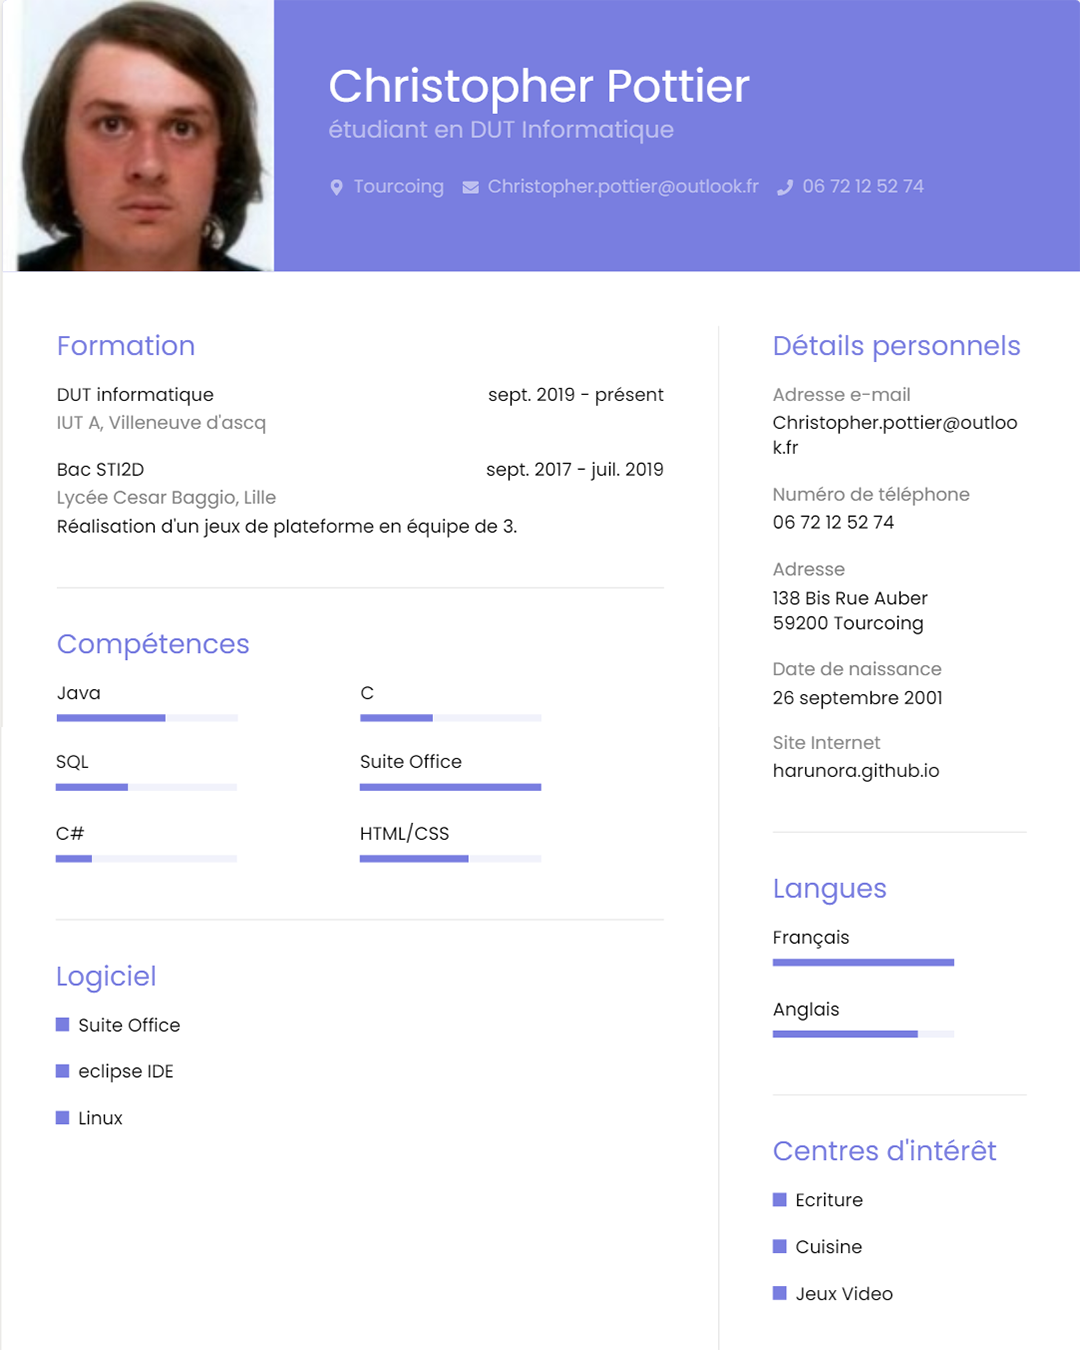 Christopher Pottier
étudiant en DUT Informatique
Tourcoing Christopher.pottier@outlook.fr 06 72 12 52 74
Formation
DUT informatique sept. 2019 - présent
IUT A, Villeneuve d'ascq
Bac STI2D sept. 2017 - juil. 2019
Lycée Cesar Baggio, Lille
Réalisation d'un jeux de plateforme en équipe de 3.
Compétences
Java C
SQL Suite Office
C# HTML/CSS
Logiciel
Suite Office
eclipse IDE
Linux
Détails personnels
Adresse e-mail
Christopher.pottier@outloo
k.fr
Numéro de téléphone
06 72 12 52 74
Adresse
138 Bis Rue Auber
59200 Tourcoing
Date de naissance
26 septembre 2001
Site Internet
harunora.github.io
Langues
Français
Anglais
Centres d'intérêt
Ecriture
Cuisine
Jeux Video